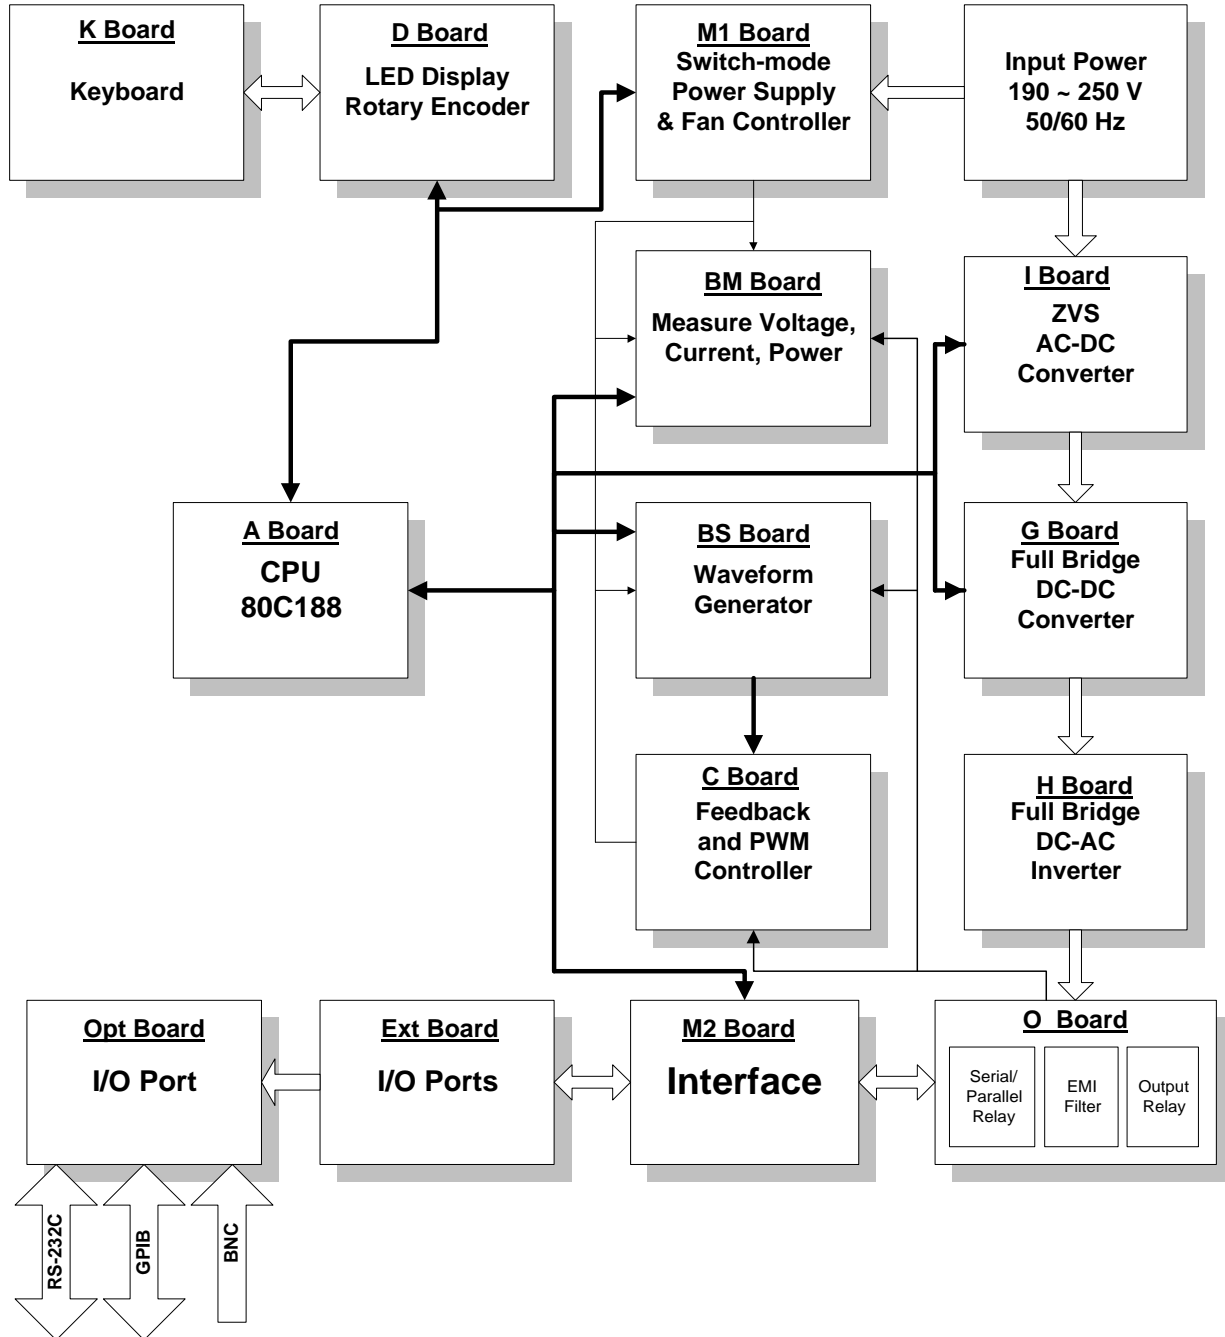 K Board
Keyboard
D Board
LED Display
Rotary Encoder
M1 Board
Switch-mode
Power Supply
& Fan Controller
Input Power
190 ~ 250 V
50/60 Hz
BM Board
Measure Voltage,
Current, Power
I Board
ZVS
AC-DC
Converter
A Board
CPU
80C188
BS Board
Waveform
Generator
G Board
Full Bridge
DC-DC
Converter
C Board
Feedback
and PWM
Controller
H Board
Full Bridge
DC-AC
Inverter
Opt Board
I/O Port
Ext Board
I/O Ports
M2 Board
Interface
O Board
Serial/
Parallel
Relay
EMI
Filter
Output
Relay
RS-232C
GPIB
BNC